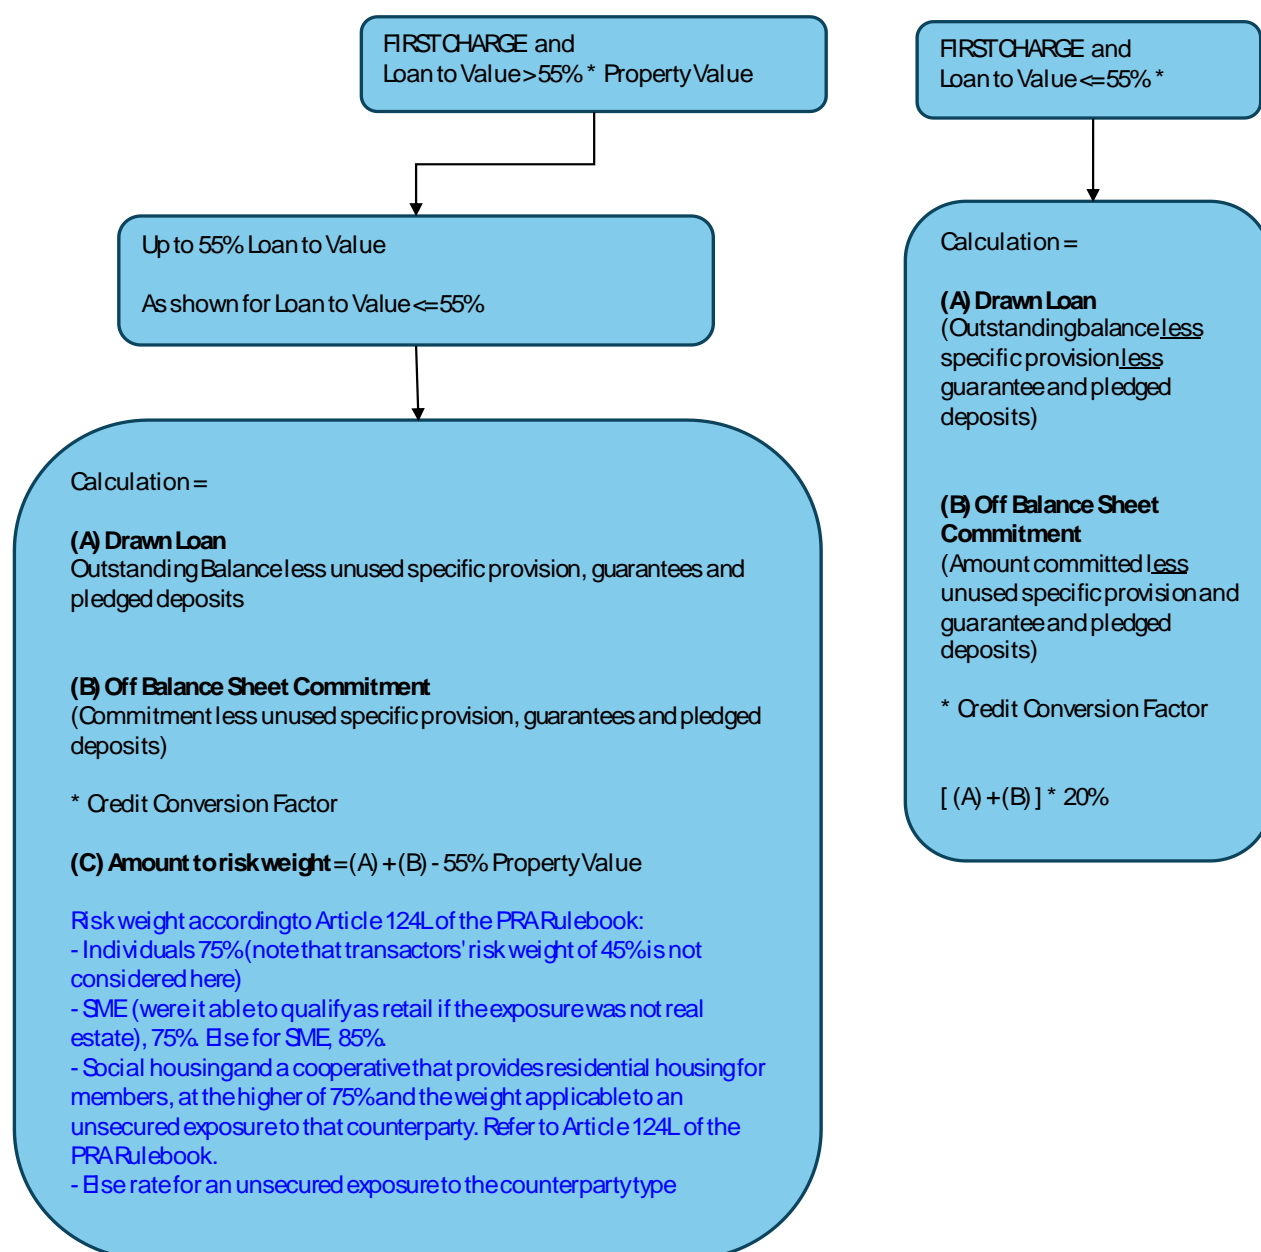 FIRST CHARGE and
Loan to Value > 55% * Property Value
FIRST CHARGE and
Loan to Value <= 55% *
Up to 55% Loan to Value
As shown for Loan to Value <= 55%
Calculation =
(A) Drawn Loan
Outstanding Balance less unused specific provision, guarantees and
pledged deposits
(B) Off Balance Sheet Commitment
(Commitment less unused specific provision, guarantees and pledged
deposits)
* Credit Conversion Factor
(C) Amount to risk weight = (A) + (B) - 55% Property Value
Risk weight according to Article 124L of the PRA Rulebook:
- Individuals 75% (note that transactors' risk weight of 45% is not
considered here)
- SME (were it able to qualify as retail if the exposure was not real
estate), 75%. Else for SME, 85%.
- Social housing and a cooperative that provides residential housing for
members, at the higher of 75% and the weight applicable to an
unsecured exposure to that counterparty. Refer to Article 124L of the
PRA Rulebook.
- Else rate for an unsecured exposure to the counterparty type
Calculation =
(A) Drawn Loan
(Outstanding balance less
specific provision less
guarantee and pledged
deposits)
(B) Off Balance Sheet
Commitment
(Amount committed less
unused specific provision and
guarantee and pledged
deposits)
* Credit Conversion Factor
[ (A) + (B) ] * 20%